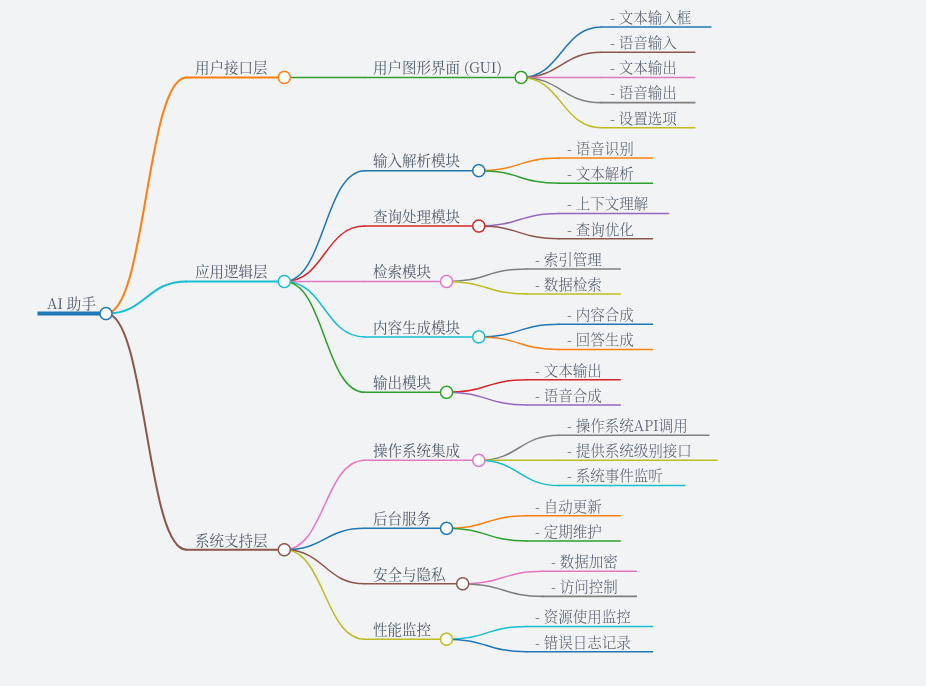 AI 助手
用户接口层
用户图形界面 (GUI)
- 文本输入框
- 语音输入
- 文本输出
- 语音输出
- 设置选项
应用逻辑层
输入解析模块
- 语音识别
- 文本解析
查询处理模块
- 上下文理解
- 查询优化
检索模块
- 索引管理
- 数据检索
内容生成模块
- 内容合成
- 回答生成
输出模块
- 文本输出
- 语音合成
系统支持层
操作系统集成
- 操作系统API调用
- 提供系统级别接口
- 系统事件监听
后台服务
- 自动更新
- 定期维护
安全与隐私
- 数据加密
- 访问控制
性能监控
- 资源使用监控
- 错误日志记录